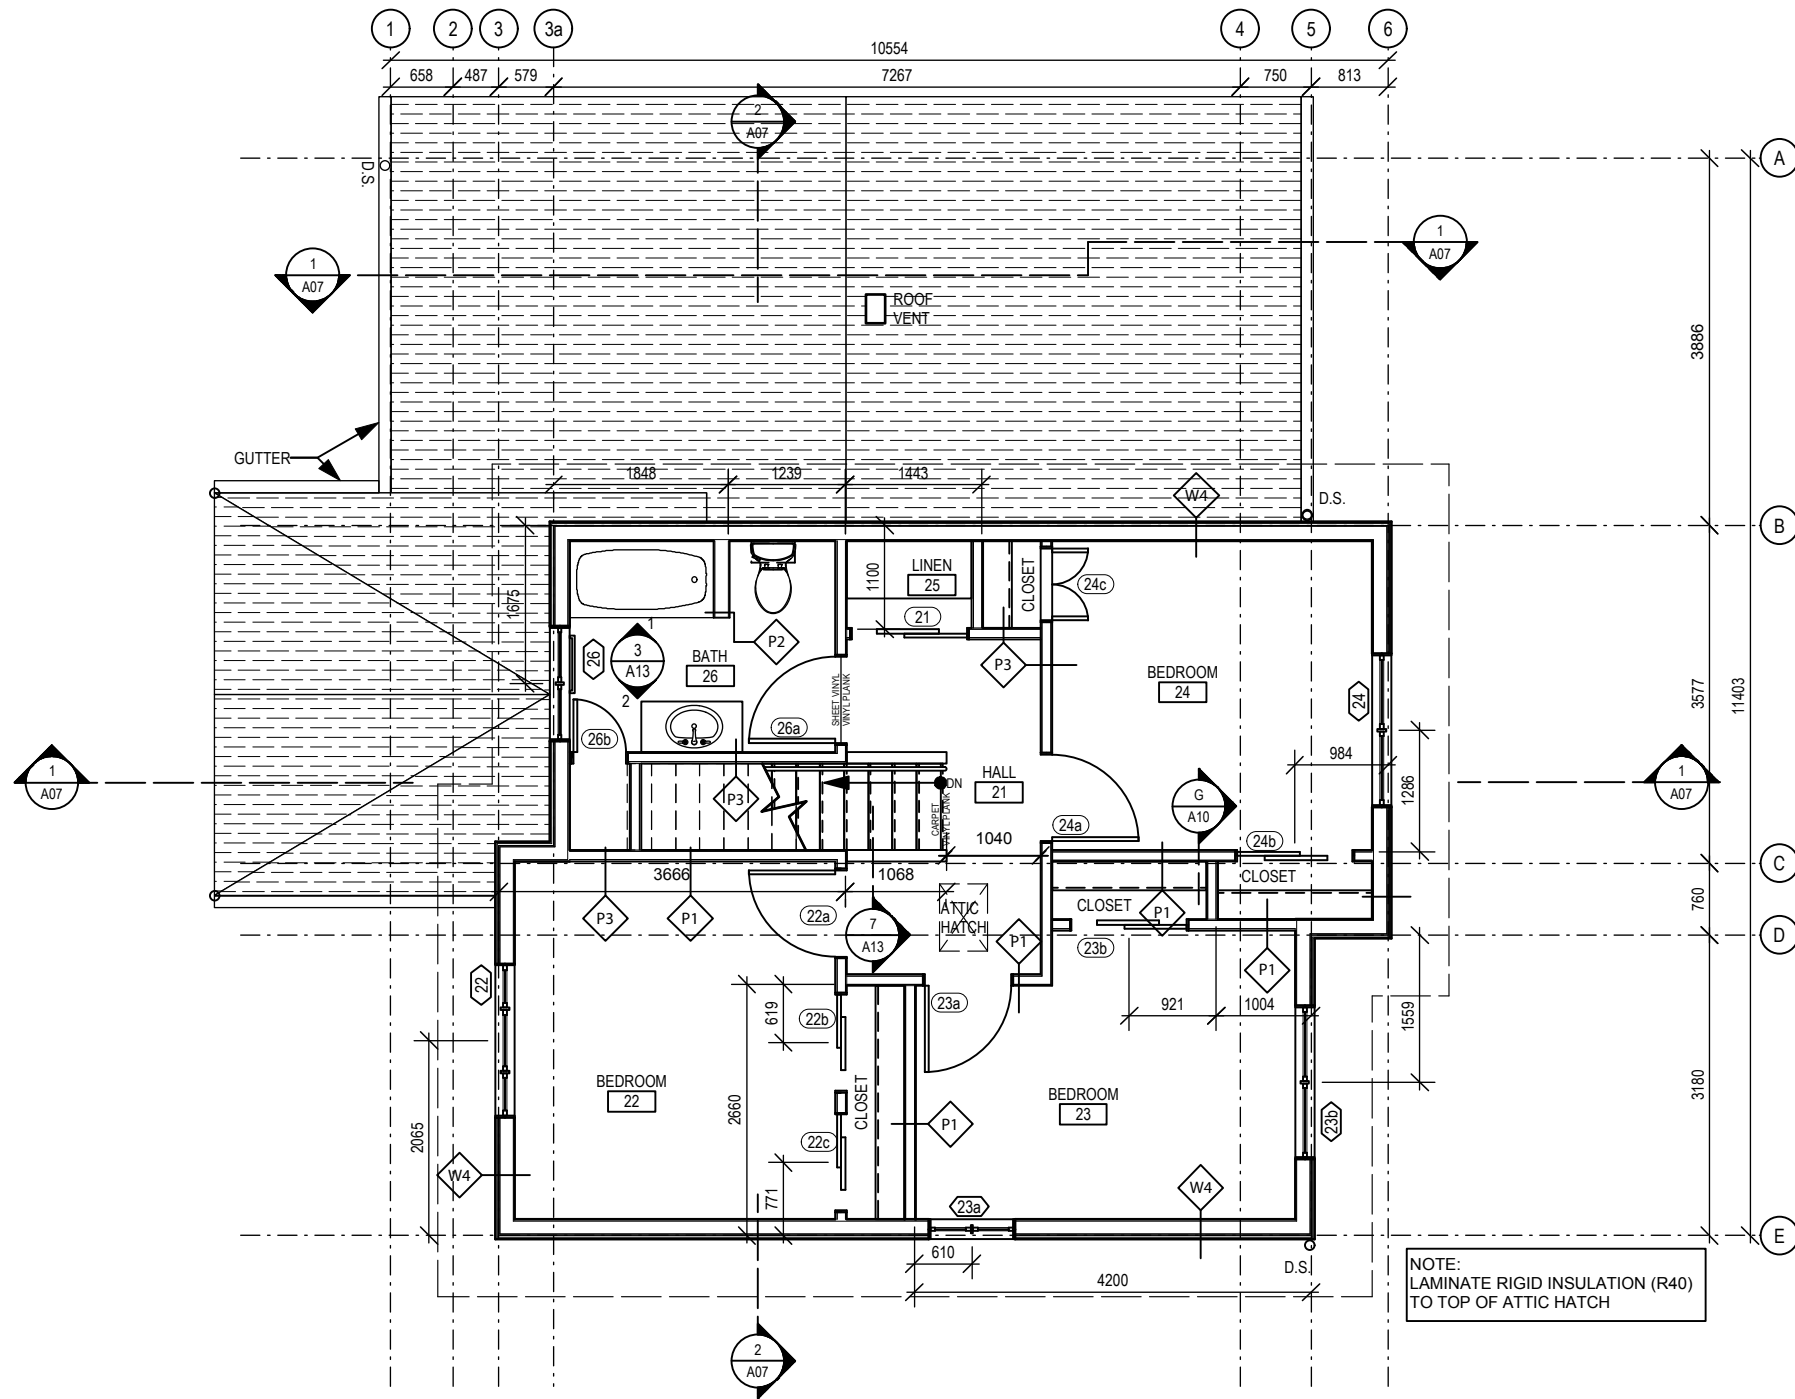 1
2
3
3a
4
5
6
10554
658
487
579
7267
750
813
2
A07
A
D.S.
1
A07
1
A07
ROOF
VENT
3886
GUTTER
1848
1239
1443
W4
D.S.
B
1100
LINEN
25
CLOSET
24c
1675
21
1
P2
26
3
A13
BATH
26
2
P3
BEDROOM
24
24
SHEET VINYL
VINYL PLANK
26a
26b
3577
11403
984
1286
HALL
21
DN
1
A07
1
A07
P3
G
A10
CARPET
VINYL PLANK
24a
24b
1040
C
3666
1068
CLOSET
760
ATTIC
HATCH
CLOSET
P1
P3
P1
22a
7
A13
P1
23b
D
22
P1
619
22b
23a
921
1004
1559
BEDROOM
22
2660
CLOSET
BEDROOM
23
3180
2065
P1
23b
22c
W4
771
W4
23a
E
610
D.S.
4200
NOTE:
LAMINATE RIGID INSULATION (R40)
TO TOP OF ATTIC HATCH
2
A07